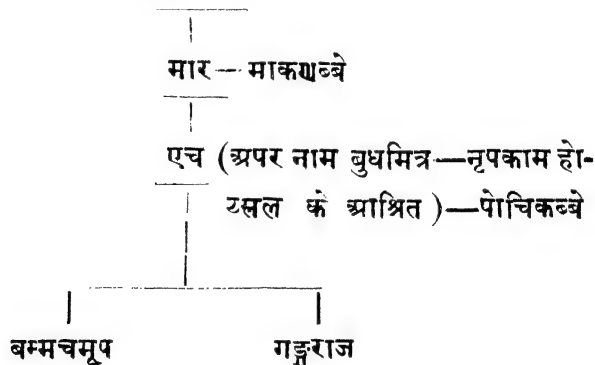 मार — माकणब्बे
एच (अपर नाम बुधमित्र—नृपकाम हो-
य्सल के आश्रित )—पोचिकब्बे
बम्मचमूप गङ्गराज